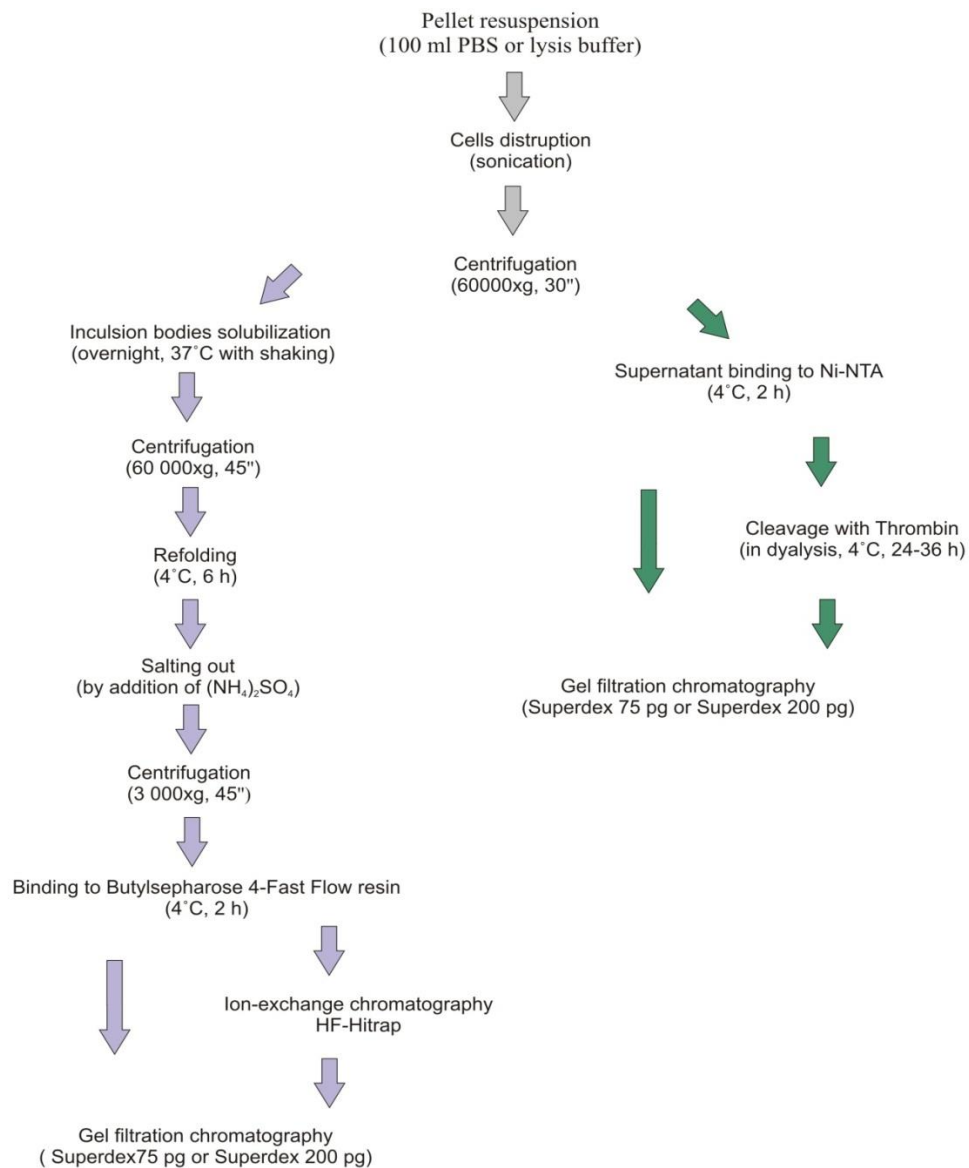 Pellet resuspension
(100 ml PBS or lysis buffer)
Cells distruption
(sonication)
Centrifugation
(60000xg, 30")
Inculsion bodies solubilization
(overnight, 37˚C with shaking)
Centrifugation
(60 000xg, 45")
Refolding
(4˚C, 6 h)
Salting out
(by addition of (NH₄)₂SO₄)
Centrifugation
(3 000xg, 45")
Binding to Butylsepharose 4-Fast Flow resin
(4˚C, 2 h)
Ion-exchange chromatography
HF-Hitrap
Gel filtration chromatography
( Superdex75 pg or Superdex 200 pg)
Supernatant binding to Ni-NTA
(4˚C, 2 h)
Cleavage with Thrombin
(in dyalysis, 4˚C, 24-36 h)
Gel filtration chromatography
(Superdex 75 pg or Superdex 200 pg)